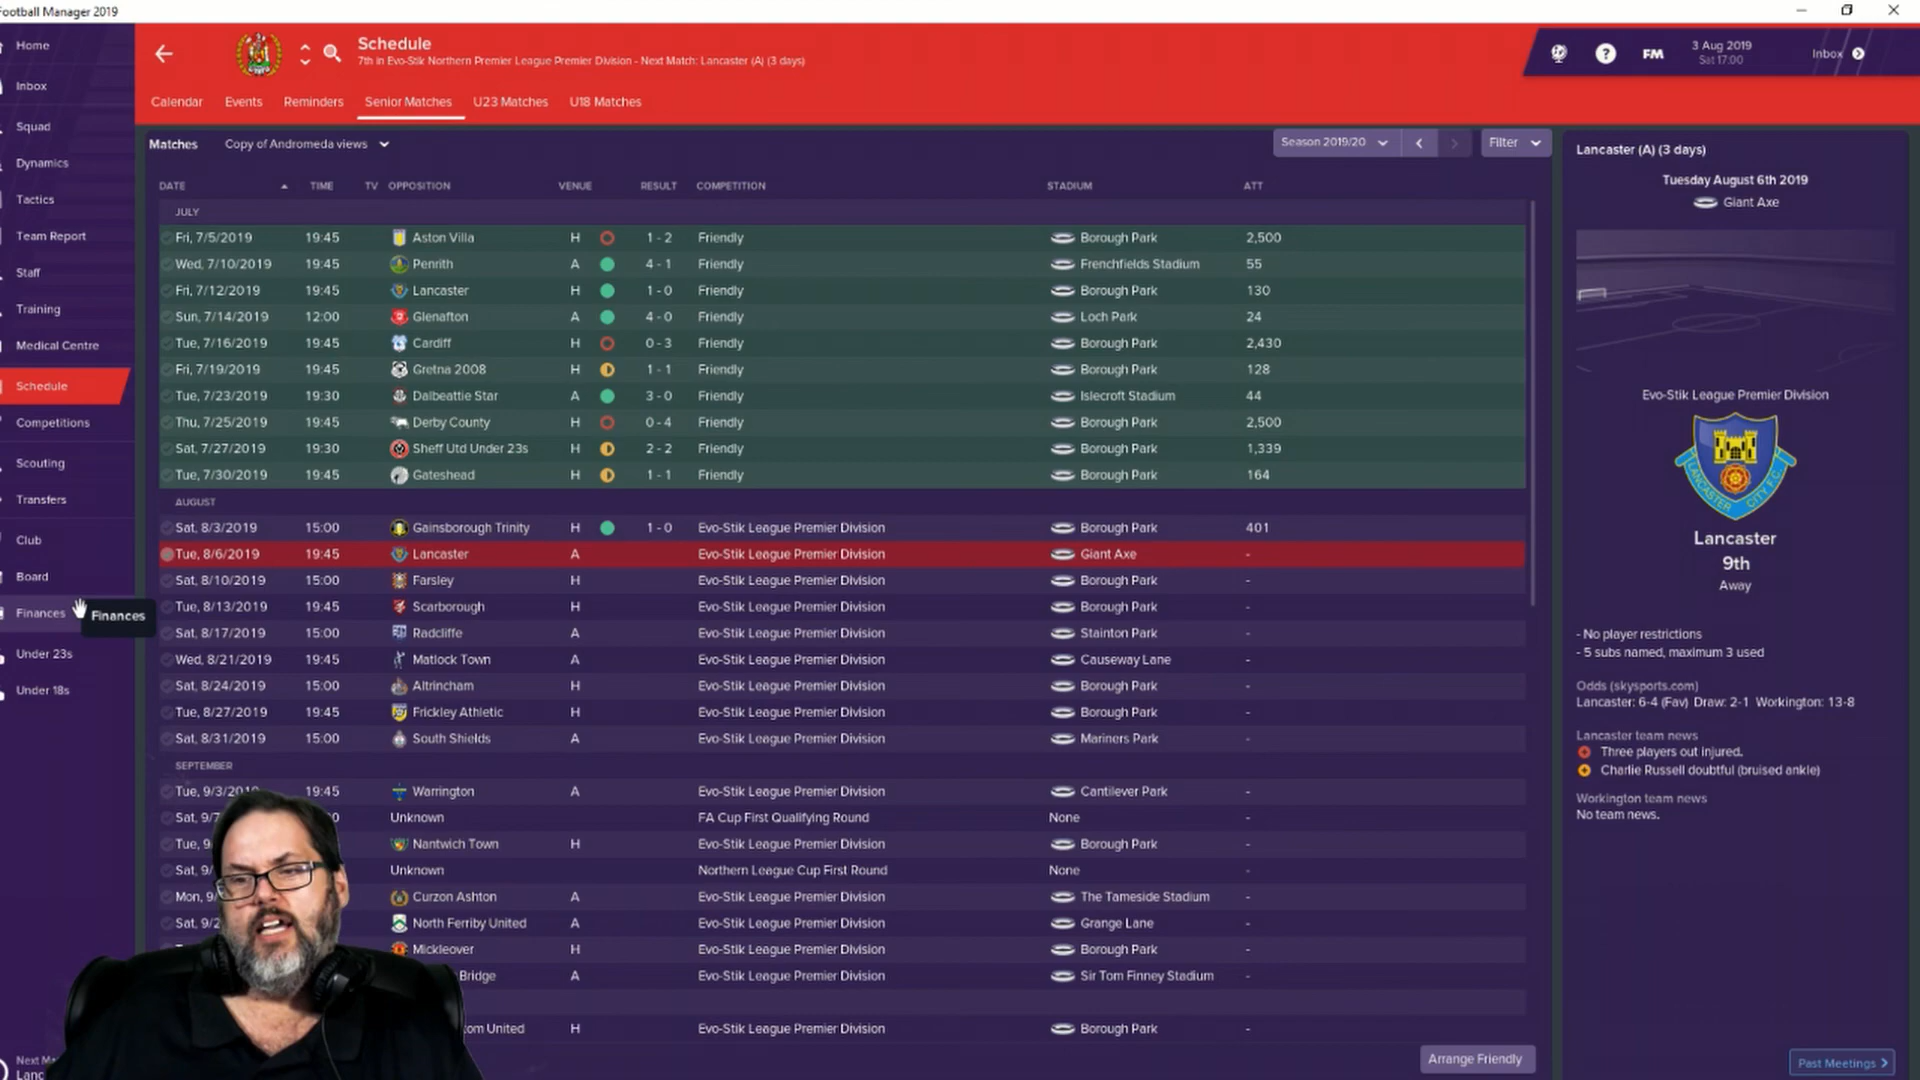 Football Manager 2019
Home
Inbox
Squad
Dynamics
Tactics
Team Report
Staff
Training
Medical Centre
Schedule
Competitions
Scouting
Transfers
Club
Board
Finances
Finances
Under 23s
Under 18s
Schedule
7th in Evo-Stik Northern Premier League Premier Division - Next Match: Lancaster (A) (3 days)
? FM 3 Aug 2019 Inbox
Sat 17:00
Calendar Events Reminders Senior Matches U23 Matches U18 Matches
Matches Copy of Andromeda views Season 2019/20 Filter
DATE TIME TV OPPOSITION VENUE RESULT COMPETITION STADIUM ATT
JULY
Fri, 7/5/2019 19:45 Aston Villa H 1 - 2 Friendly Borough Park 2,500
Wed, 7/10/2019 19:45 Penrith A 4 - 1 Friendly Frenchfields Stadium 55
Fri, 7/12/2019 19:45 Lancaster H 1 - 0 Friendly Borough Park 130
Sun, 7/14/2019 12:00 Glenafton A 4 - 0 Friendly Loch Park 24
Tue, 7/16/2019 19:45 Cardiff H 0 - 3 Friendly Borough Park 2,430
Fri, 7/19/2019 19:45 Gretna 2008 H 1 - 1 Friendly Borough Park 128
Tue, 7/23/2019 19:30 Dalbeattie Star A 3 - 0 Friendly Islecroft Stadium 44
Thu, 7/25/2019 19:45 Derby County H 0 - 4 Friendly Borough Park 2,500
Sat, 7/27/2019 19:30 Sheff Utd Under 23s H 2 - 2 Friendly Borough Park 1,339
Tue, 7/30/2019 19:45 Gateshead H 1 - 1 Friendly Borough Park 164
AUGUST
Sat, 8/3/2019 15:00 Gainsborough Trinity H 1 - 0 Evo-Stik League Premier Division Borough Park 401
Tue, 8/6/2019 19:45 Lancaster A Evo-Stik League Premier Division Giant Axe -
Sat, 8/10/2019 15:00 Farsley H Evo-Stik League Premier Division Borough Park -
Tue, 8/13/2019 19:45 Scarborough H Evo-Stik League Premier Division Borough Park -
Sat, 8/17/2019 15:00 Radcliffe A Evo-Stik League Premier Division Stainton Park -
Wed, 8/21/2019 19:45 Matlock Town A Evo-Stik League Premier Division Causeway Lane -
Sat, 8/24/2019 15:00 Altrincham H Evo-Stik League Premier Division Borough Park -
Tue, 8/27/2019 19:45 Frickley Athletic H Evo-Stik League Premier Division Borough Park -
Sat, 8/31/2019 15:00 South Shields A Evo-Stik League Premier Division Mariners Park -
SEPTEMBER
Tue, 9/3/2019 19:45 Warrington A Evo-Stik League Premier Division Cantilever Park -
Sat, 9/7 Unknown FA Cup First Qualifying Round None -
Tue, 9/ Nantwich Town H Evo-Stik League Premier Division Borough Park -
Sat, 9/ Unknown Northern League Cup First Round None -
Mon, 9/ Curzon Ashton A Evo-Stik League Premier Division The Tameside Stadium -
Sat, 9/2 North Ferriby United A Evo-Stik League Premier Division Grange Lane -
Mickleover H Evo-Stik League Premier Division Borough Park -
Bridge A Evo-Stik League Premier Division Sir Tom Finney Stadium -
om United H Evo-Stik League Premier Division Borough Park -
Arrange Friendly
Lancaster (A) (3 days)
Tuesday August 6th 2019
Giant Axe
Evo-Stik League Premier Division
LANCASTER CITY F.C.
Lancaster
9th
Away
- No player restrictions
- 5 subs named, maximum 3 used
Odds (skysports.com)
Lancaster: 6-4 (Fav) Draw: 2-1 Workington: 13-8
Lancaster team news
Three players out injured.
Charlie Russell doubtful (bruised ankle)
Workington team news
No team news.
Past Meetings
Next M
Lanc